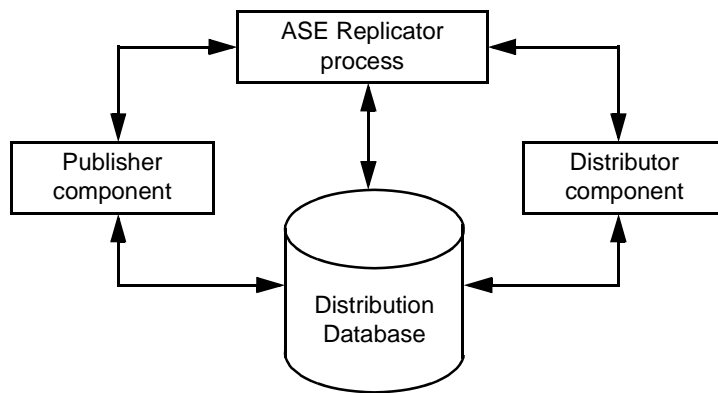 ASE Replicator
process
Publisher
component
Distributor
component
Distribution
Database